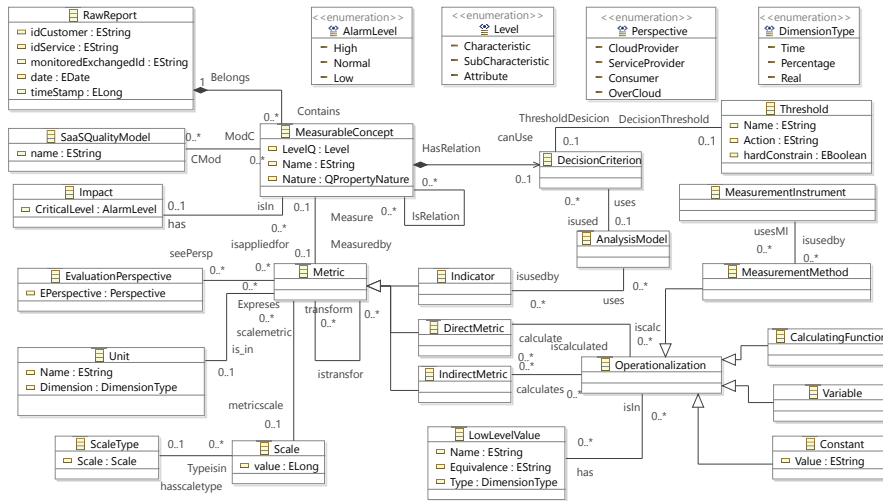 RawReport
idCustomer : EString
idService : EString
monitoredExchangedId : EString
date : EDate
timeStamp : ELong
<<enumeration>>
AlarmLevel
High
Normal
Low
<<enumeration>>
Level
Characteristic
SubCharacteristic
Attribute
<<enumeration>>
Perspective
CloudProvider
ServiceProvider
Consumer
OverCloud
<<enumeration>>
DimensionType
Time
Percentage
Real
1
Belongs
0..*
Contains
SaaSQualityModel
name : EString
0..*
ModC
CMod
0..*
MeasurableConcept
LevelQ : Level
Name : EString
Nature : QPropertyNature
HasRelation
canUse
0..1
0..*
IsRelation
0..*
ThresholdDesicion
DecisionThreshold
0..1
0..1
Threshold
Name : EString
Action : EString
hardConstrain : EBoolean
DecisionCriterion
0..*
uses
isused
0..1
AnalysisModel
MeasurementInstrument
usesMI
0..*
isusedby
0..*
MeasurementMethod
Impact
CriticalLevel : AlarmLevel
0..1
has
isIn
0..*
0..1
Measure
isappliedfor
0..1
Measuredby
seePersp
0..*
0..*
EvaluationPerspective
EPerspective : Perspective
Metric
0..*
Expreses
0..*
transform
0..*
0..*
scalemetric
is_in
0..1
istransfor
Indicator
isusedby
0..*
uses
0..*
DirectMetric
calculate
0..*
iscalculated
iscalc
0..*
IndirectMetric
0..*
calculates
0..*
Operationalization
CalculatingFunction
Variable
Constant
Value : EString
Unit
Name : EString
Dimension : DimensionType
metricscale
0..1
ScaleType
Scale : Scale
0..1
0..*
Typeisin
hasscaletype
Scale
value : ELong
LowLevelValue
Name : EString
Equivalence : EString
Type : DimensionType
isIn
0..*
0..*
has